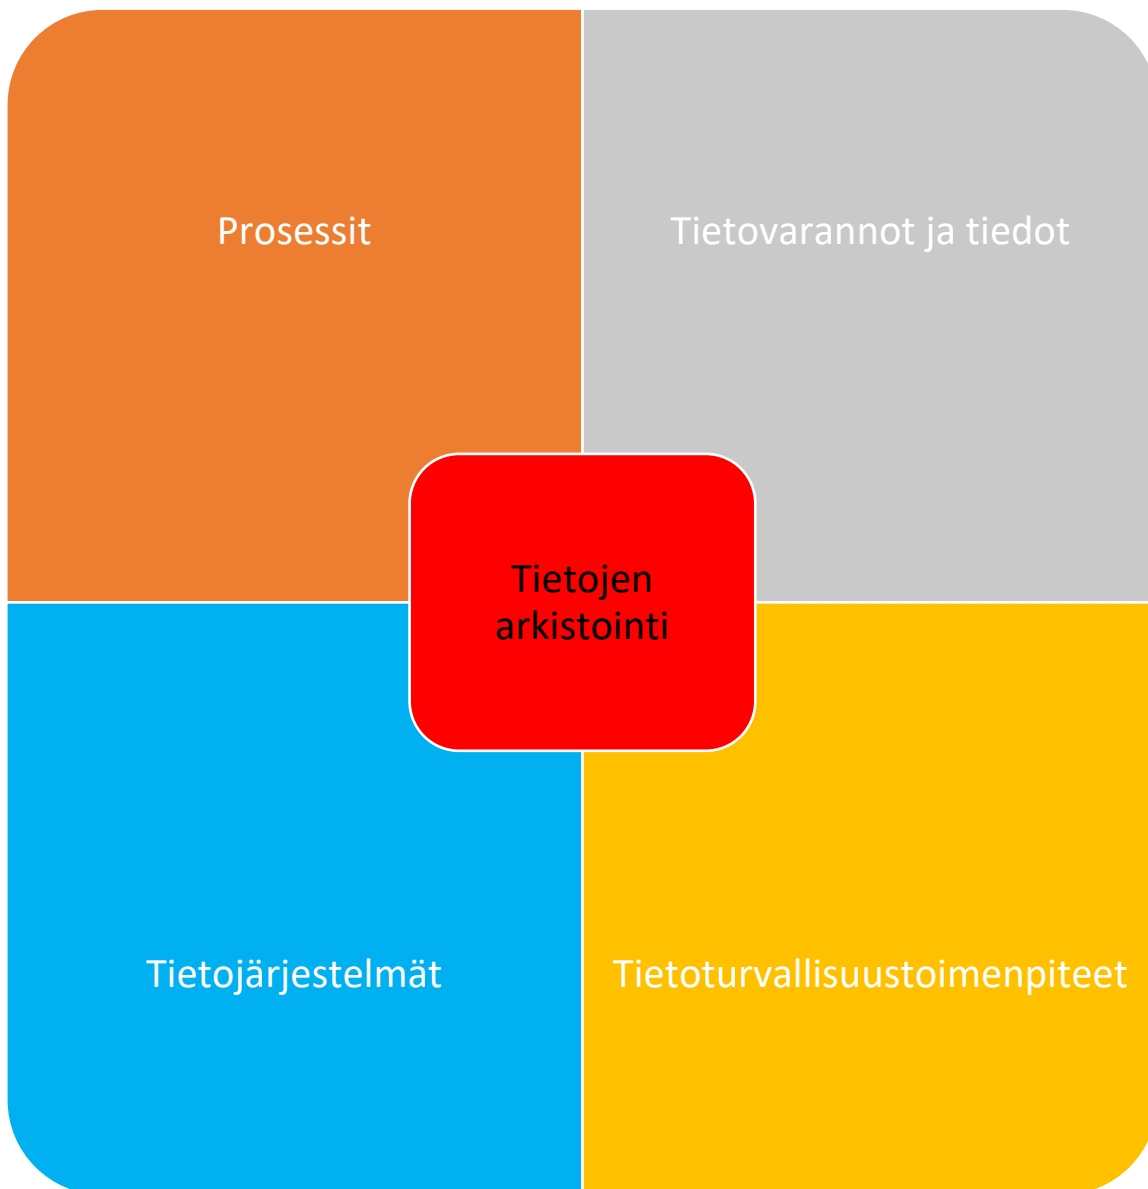 Prosessit
Tietovarannot ja tiedot
Tietojen
arkistointi
Tietojärjestelmät
Tietoturvallisuustoimenpiteet